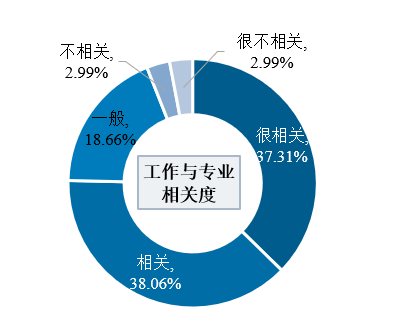 很不相关,
2.99%
不相关,
2.99%
一般,
18.66%
很相关,
37.31%
工作与专业
相关度
相关,
38.06%